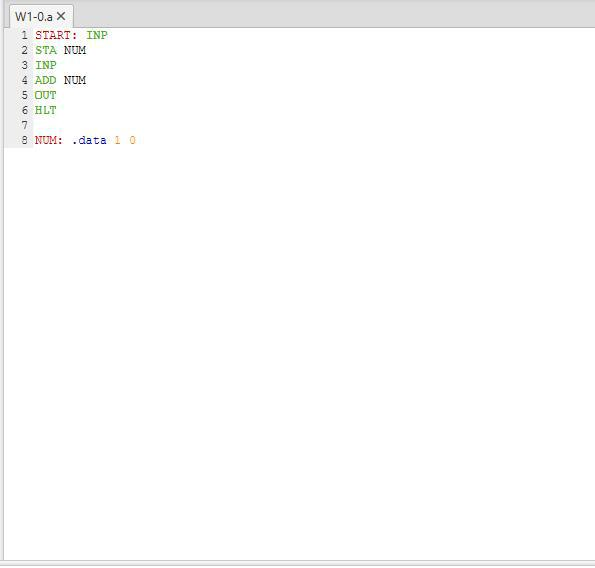 W1-0.a
1 START: INP
2 STA NUM
3 INP
4 ADD NUM
5 OUT
6 HLT
7
8 NUM: .data 1 0